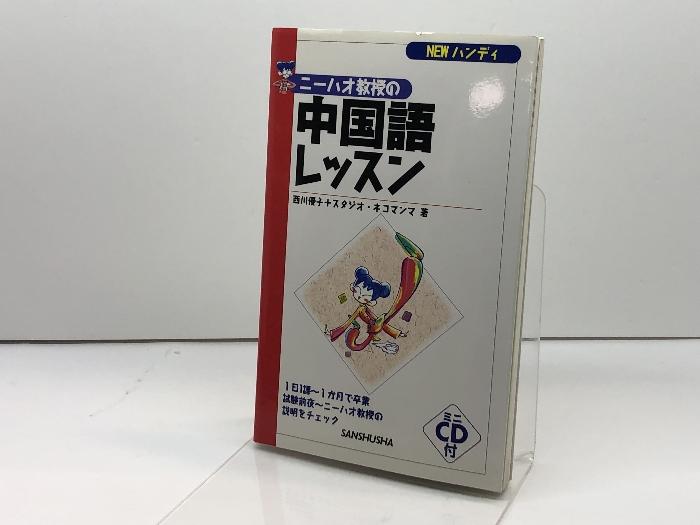 NEWハンディ
ニーハオ教授の
中国語
レッスン
西川優子+スタジオ・ネコマンマ 著
1日1課〜1か月で卒業
試験前夜〜ニーハオ教授の
説明をチェック
ミニ
CD
付
SANSHUSHA